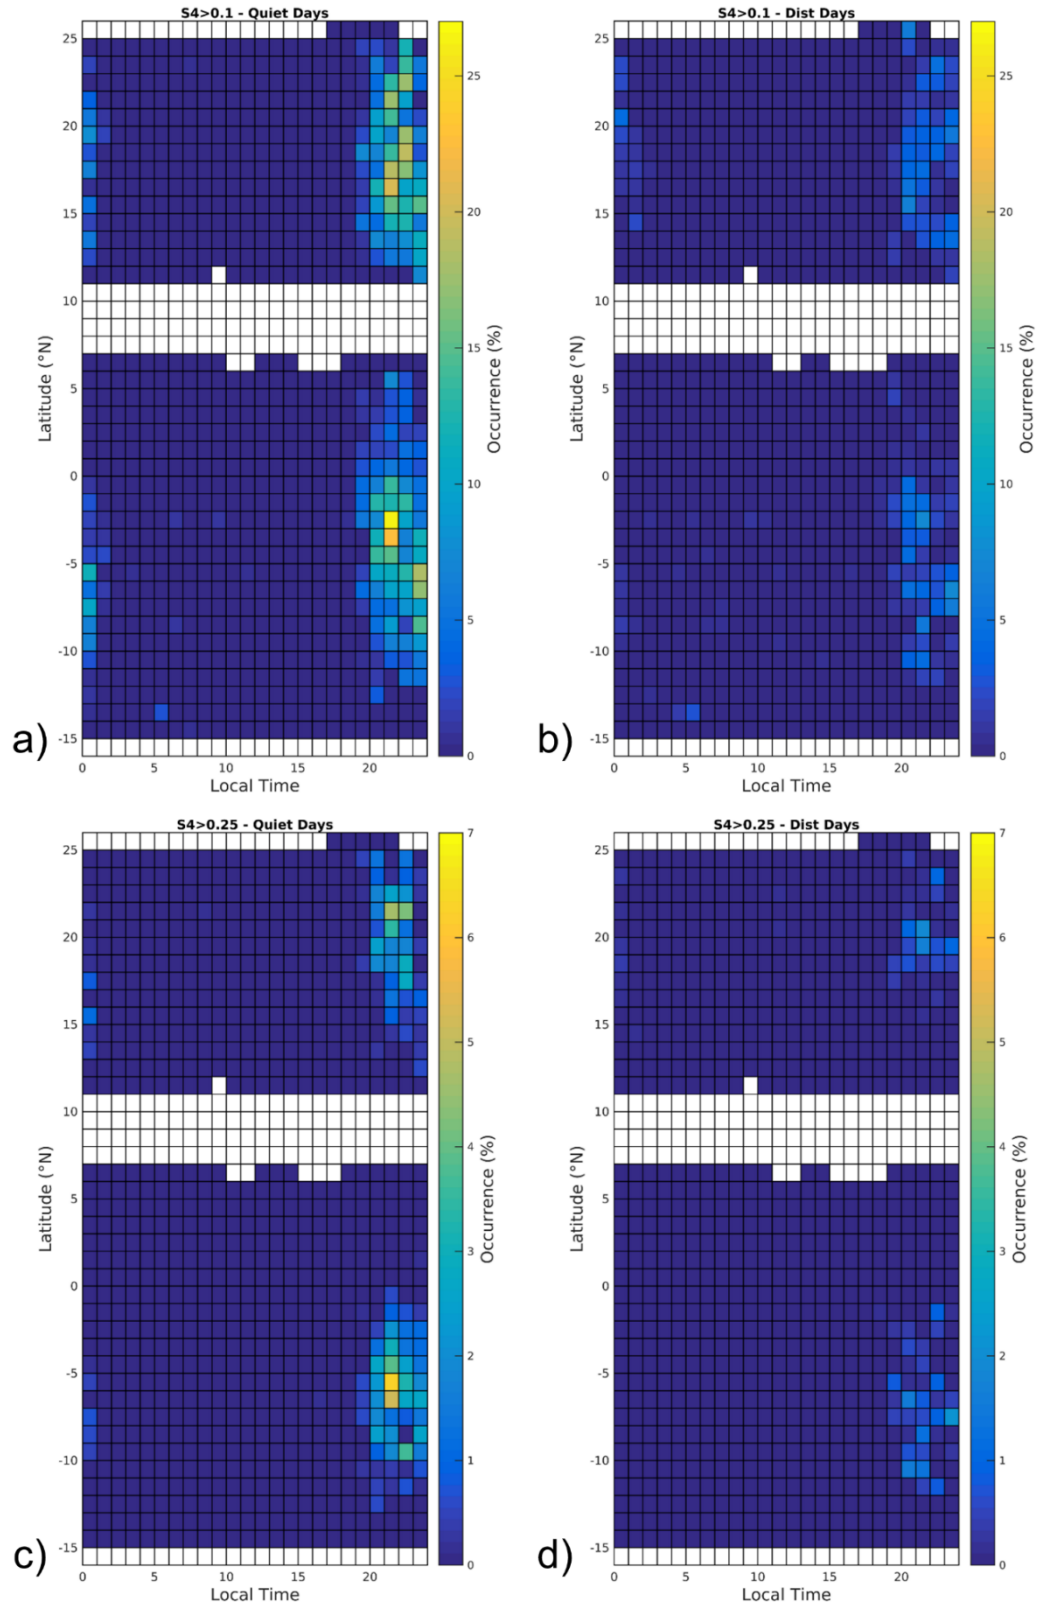 S4>0.1 - Quiet Days
25
20
15
10
5
0
-5
-10
-15
Latitude (°N)
0 5 10 15 20
Local Time
25
20
15
10
5
0
Occurrence (%)
a)
S4>0.1 - Dist Days
25
20
15
10
5
0
-5
-10
-15
Latitude (°N)
0 5 10 15 20
Local Time
25
20
15
10
5
0
Occurrence (%)
b)
S4>0.25 - Quiet Days
25
20
15
10
5
0
-5
-10
-15
Latitude (°N)
0 5 10 15 20
Local Time
7
6
5
4
3
2
1
0
Occurrence (%)
c)
S4>0.25 - Dist Days
25
20
15
10
5
0
-5
-10
-15
Latitude (°N)
0 5 10 15 20
Local Time
7
6
5
4
3
2
1
0
Occurrence (%)
d)